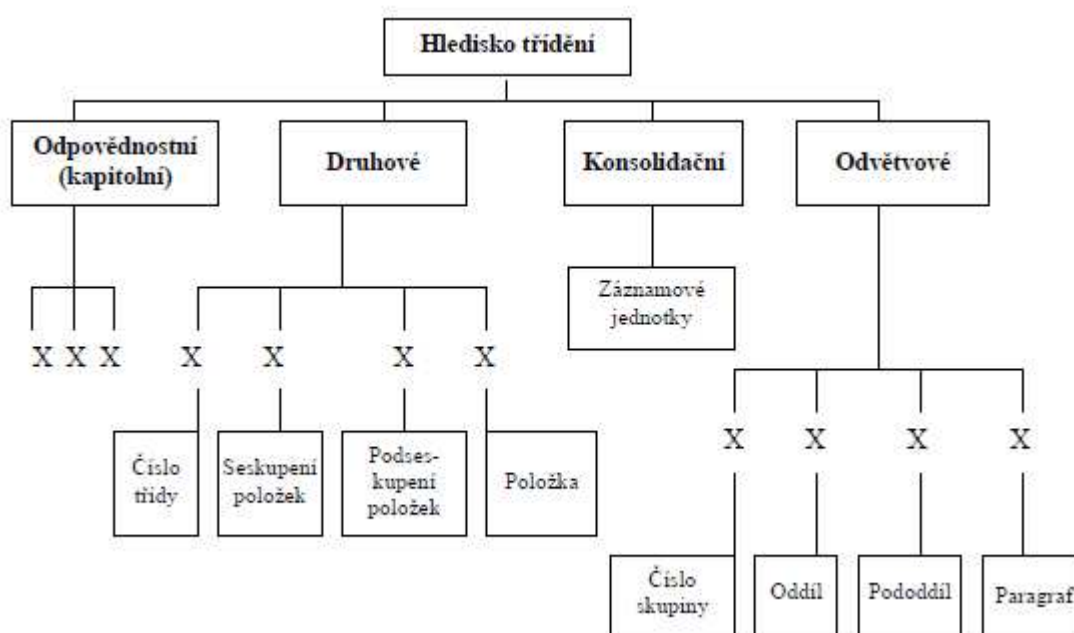 Hledisko třídění
Odpovědnostní
(kapitolní)
Druhové
Konsolidační
Odvětvové
Záznamové
jednotky
X X X
X
X
X
X
Číslo
třídy
Seskupení
položek
Podses-
kupení
položek
Položka
X
X
X
X
Číslo
skupiny
Oddíl
Pododdíl
Paragraf